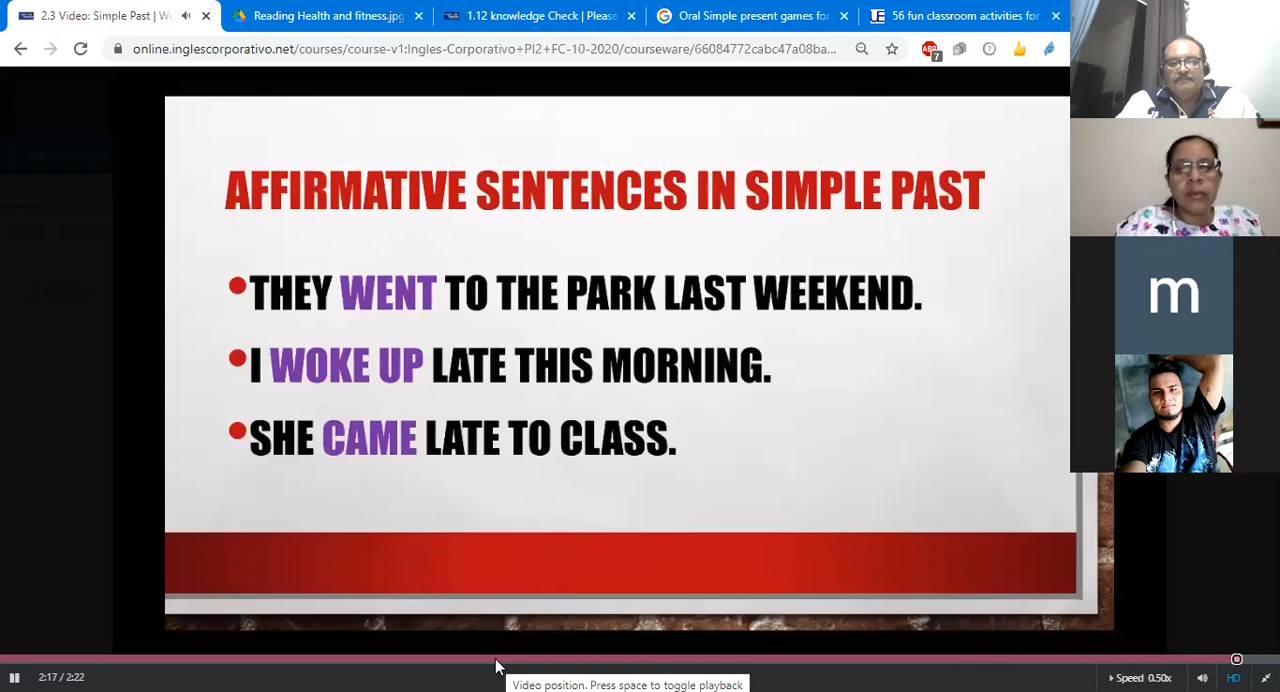 2.3 Video: Simple Past | We
Reading Health and fitness.jpg
1.12 knowledge Check | Please
Oral Simple present games for
56 fun classroom activities for
online.inglescorporativo.net/courses/course-v1:Ingles-Corporativo+PI2+FC-10-2020/courseware/66084772cabc47a08ba...
ABP
7
AFFIRMATIVE SENTENCES IN SIMPLE PAST
•THEY WENT TO THE PARK LAST WEEKEND.
•I WOKE UP LATE THIS MORNING.
•SHE CAME LATE TO CLASS.
m
2:17 / 2:22
Video position. Press space to toggle playback
Speed 0.50x
HD